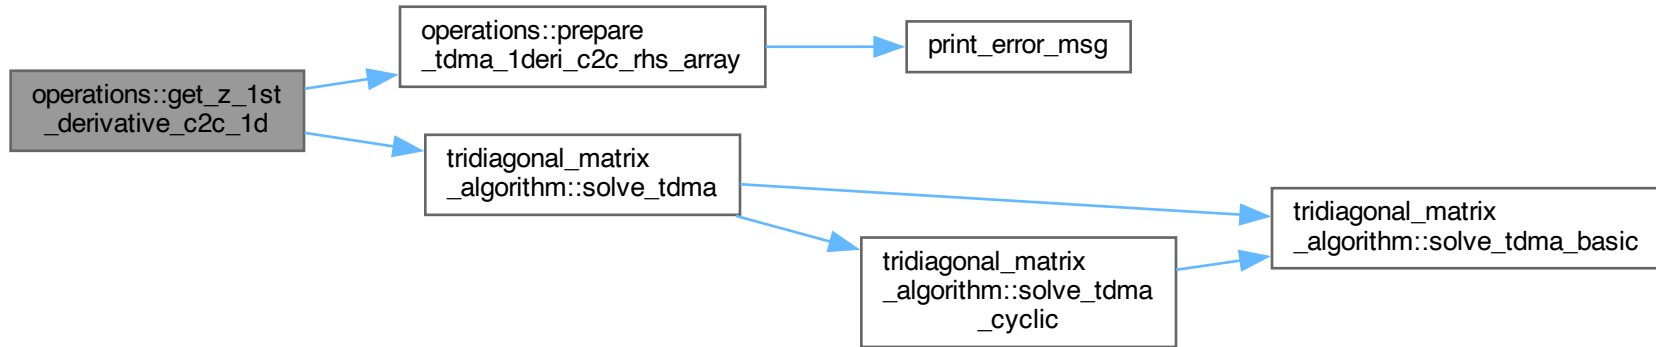 operations::get_z_1st
_derivative_c2c_1d
operations::prepare
_tdma_1deri_c2c_rhs_array
print_error_msg
tridiagonal_matrix
_algorithm::solve_tdma
tridiagonal_matrix
_algorithm::solve_tdma
_cyclic
tridiagonal_matrix
_algorithm::solve_tdma_basic